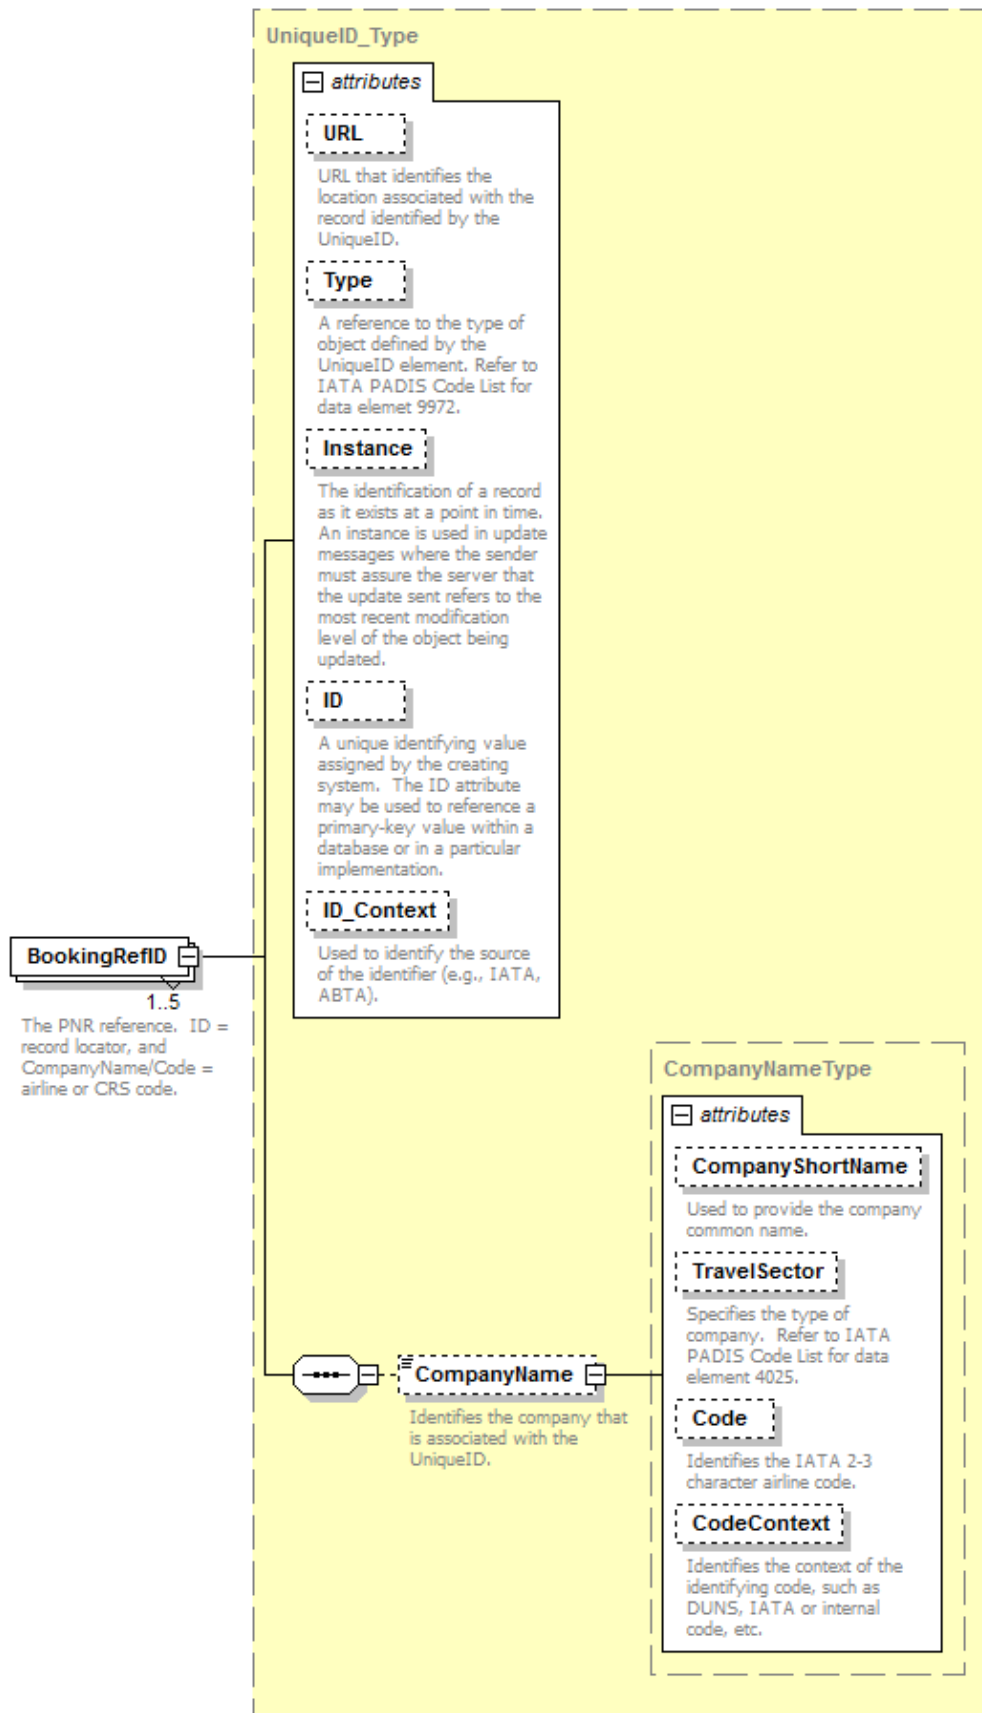 UniqueID_Type
attributes
URL
URL that identifies the
location associated with the
record identified by the
UniqueID.
Type
A reference to the type of
object defined by the
UniqueID element. Refer to
IATA PADIS Code List for
data elemet 9972.
Instance
The identification of a record
as it exists at a point in time.
An instance is used in update
messages where the sender
must assure the server that
the update sent refers to the
most recent modification
level of the object being
updated.
ID
A unique identifying value
assigned by the creating
system.  The ID attribute
may be used to reference a
primary-key value within a
database or in a particular
implementation.
ID_Context
Used to identify the source
of the identifier (e.g., IATA,
ABTA).
BookingRefID
1..5
The PNR reference.  ID =
record locator, and
CompanyName/Code =
airline or CRS code.
CompanyName
Identifies the company that
is associated with the
UniqueID.
CompanyNameType
attributes
CompanyShortName
Used to provide the company
common name.
TravelSector
Specifies the type of
company.  Refer to IATA
PADIS Code List for data
element 4025.
Code
Identifies the IATA 2-3
character airline code.
CodeContext
Identifies the context of the
identifying code, such as
DUNS, IATA or internal
code, etc.